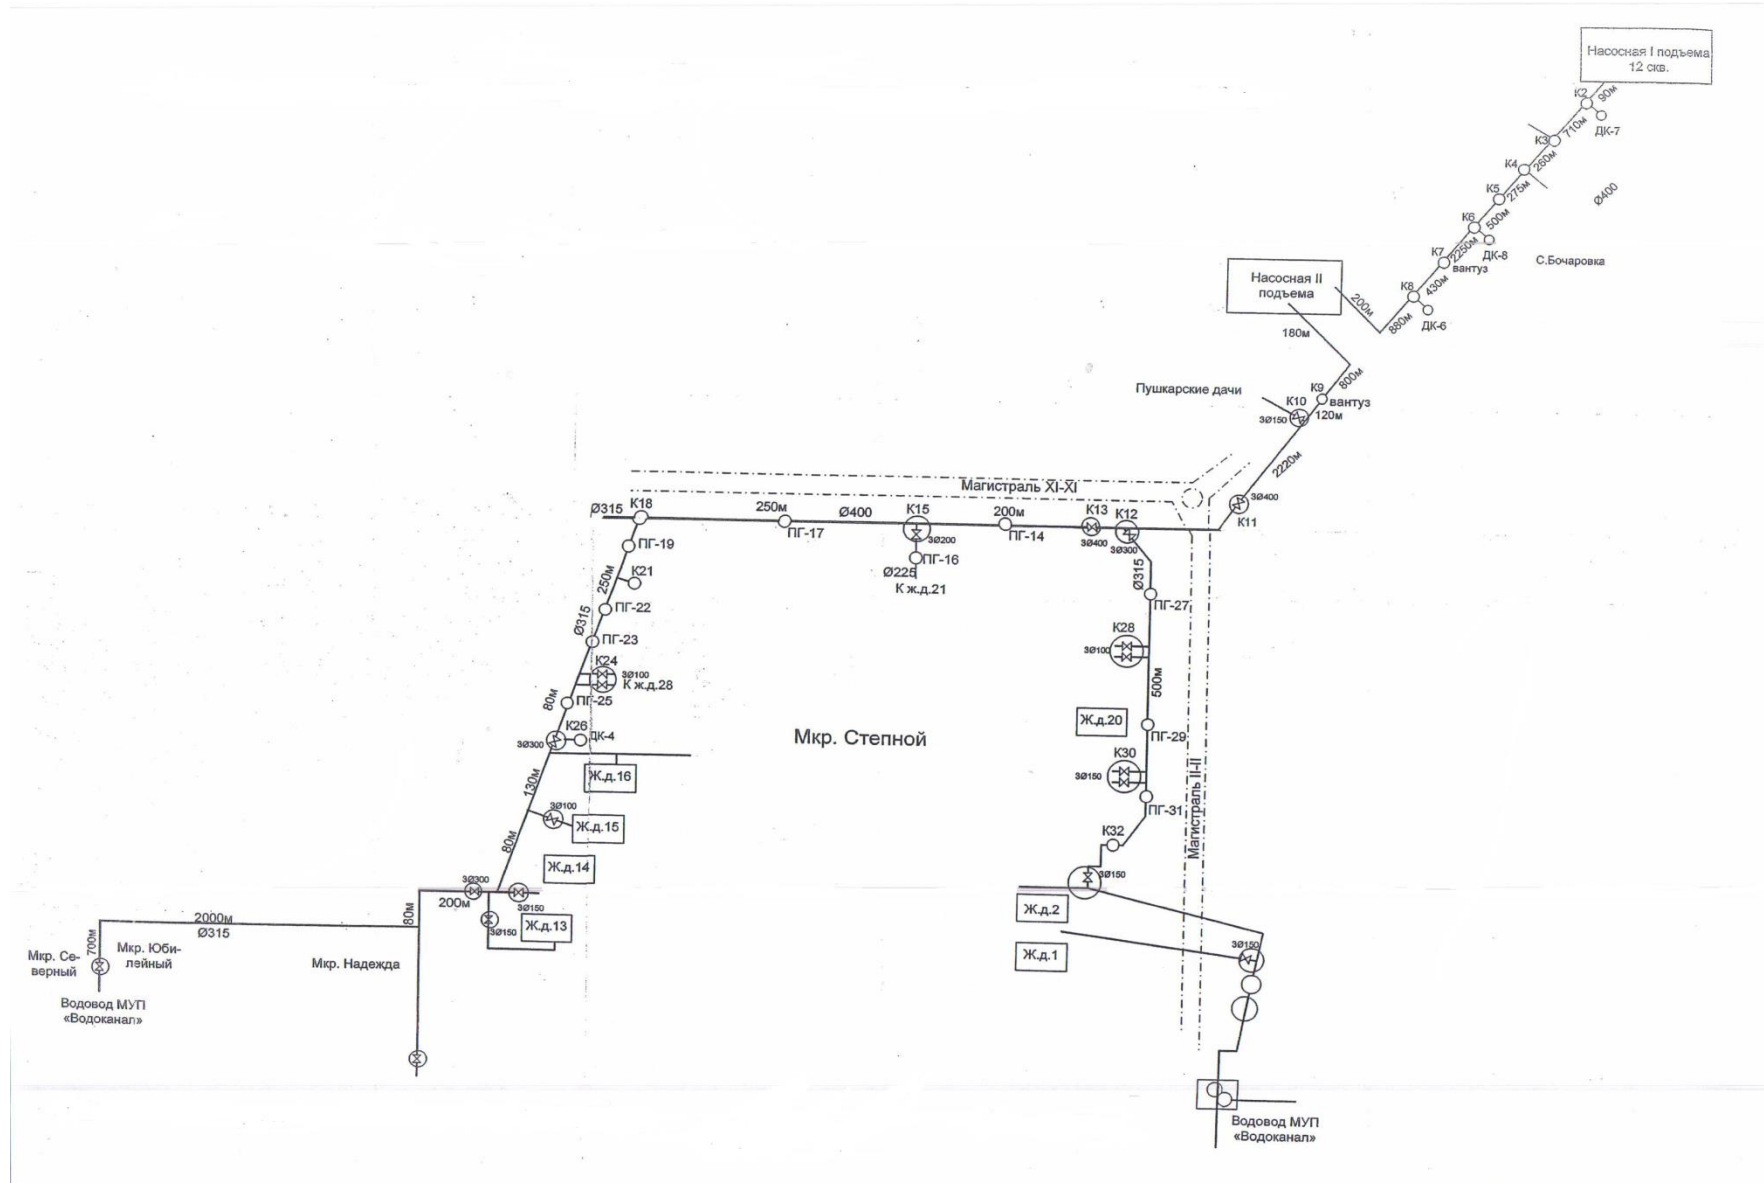 Насосная I подъема
12 скв.
К2
90м
ДК-7
710м
К3
260м
К4
275м
Ø400
К5
500м
К6
ДК-8
2250м
К7
вантуз
С.Бочаровка
430м
К8
ДК-6
880м
200м
Насосная II
подъема
180м
800м
Пушкарские дачи
К9
вантуз
К10
120м
3Ø150
2220м
3Ø400
К11
Магистраль XI-XI
Ø315
К18
250м
Ø400
К15
200м
К13
К12
ПГ-17
3Ø200
ПГ-14
3Ø400
3Ø300
ПГ-19
ПГ-16
Ø225
К ж.д.21
К21
250м
Ø315
ПГ-22
ПГ-27
Ø315
ПГ-23
К28
3Ø100
К24
3Ø100
К ж.д.28
500м
80м
ПГ-25
К26
3Ø300
ДК-4
Мкр. Степной
Ж.д.20
ПГ-29
К30
3Ø150
ПГ-31
Магистраль II-II
Ж.д.16
130м
3Ø100
Ж.д.15
80м
К32
Ж.д.14
3Ø150
3Ø300
200м
3Ø150
3Ø150
Ж.д.13
Ж.д.2
80м
2000м
Ø315
700м
Мкр. Се-
верный
Мкр. Юби-
лейный
Мкр. Надежда
3Ø150
Ж.д.1
Водовод МУП
«Водоканал»
Водовод МУП
«Водоканал»